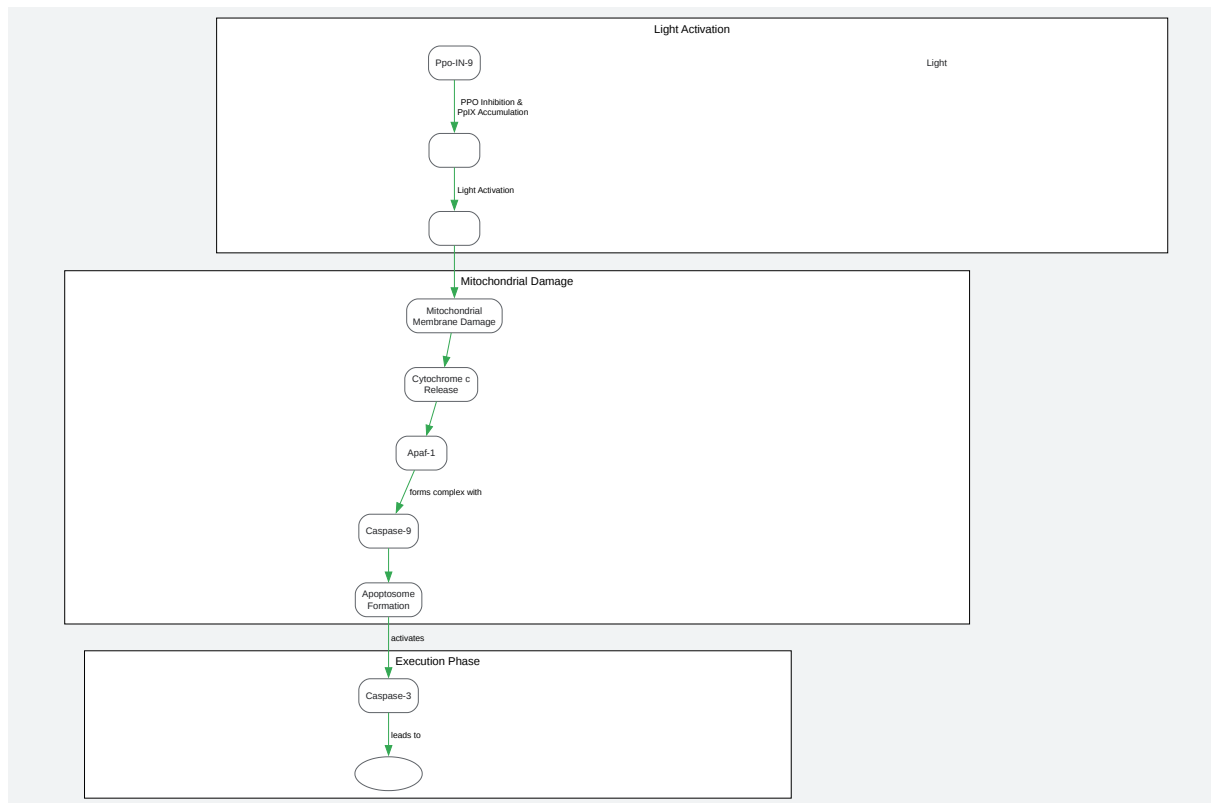 Light Activation
Ppo-IN-9
Light
PPO Inhibition &
PpIX Accumulation
Light Activation
Mitochondrial Damage
Mitochondrial
Membrane Damage
Cytochrome c
Release
Apaf-1
forms complex with
Caspase-9
Apoptosome
Formation
activates
Execution Phase
Caspase-3
leads to